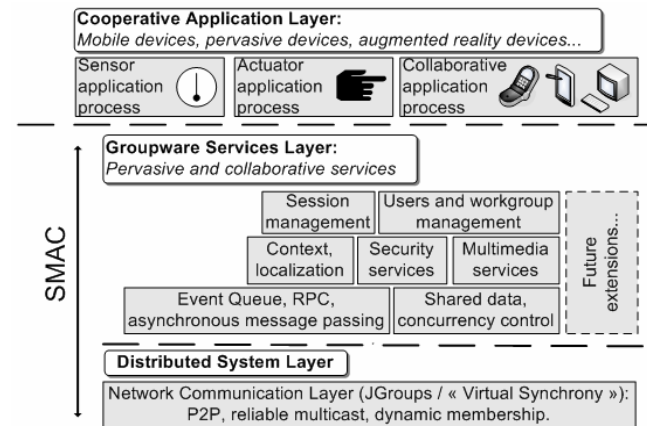 Cooperative Application Layer:
Mobile devices, pervasive devices, augmented reality devices...
Sensor
application
process
Actuator
application
process
Collaborative
application
process
SMAC
Groupware Services Layer:
Pervasive and collaborative services
Session
management
Users and workgroup
management
Context,
localization
Security
services
Multimedia
services
Event Queue, RPC,
asynchronous message passing
Shared data,
concurrency control
Future
extensions...
Distributed System Layer
Network Communication Layer (JGroups / « Virtual Synchrony »):
P2P, reliable multicast, dynamic membership.